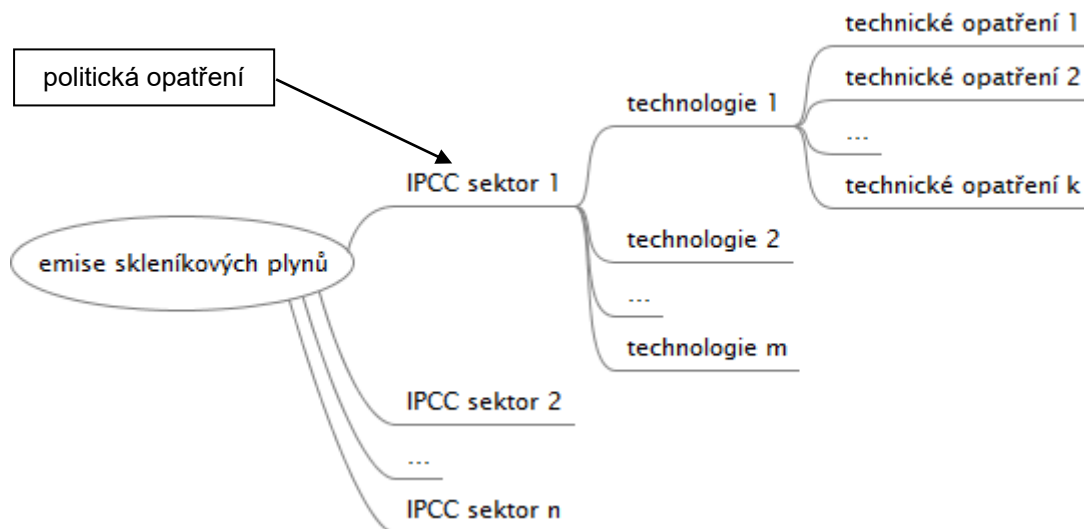 technické opatření 1
politická opatření
technické opatření 2
technologie 1
...
IPCC sektor 1
technické opatření k
technologie 2
emise skleníkových plynů
...
technologie m
IPCC sektor 2
...
IPCC sektor n